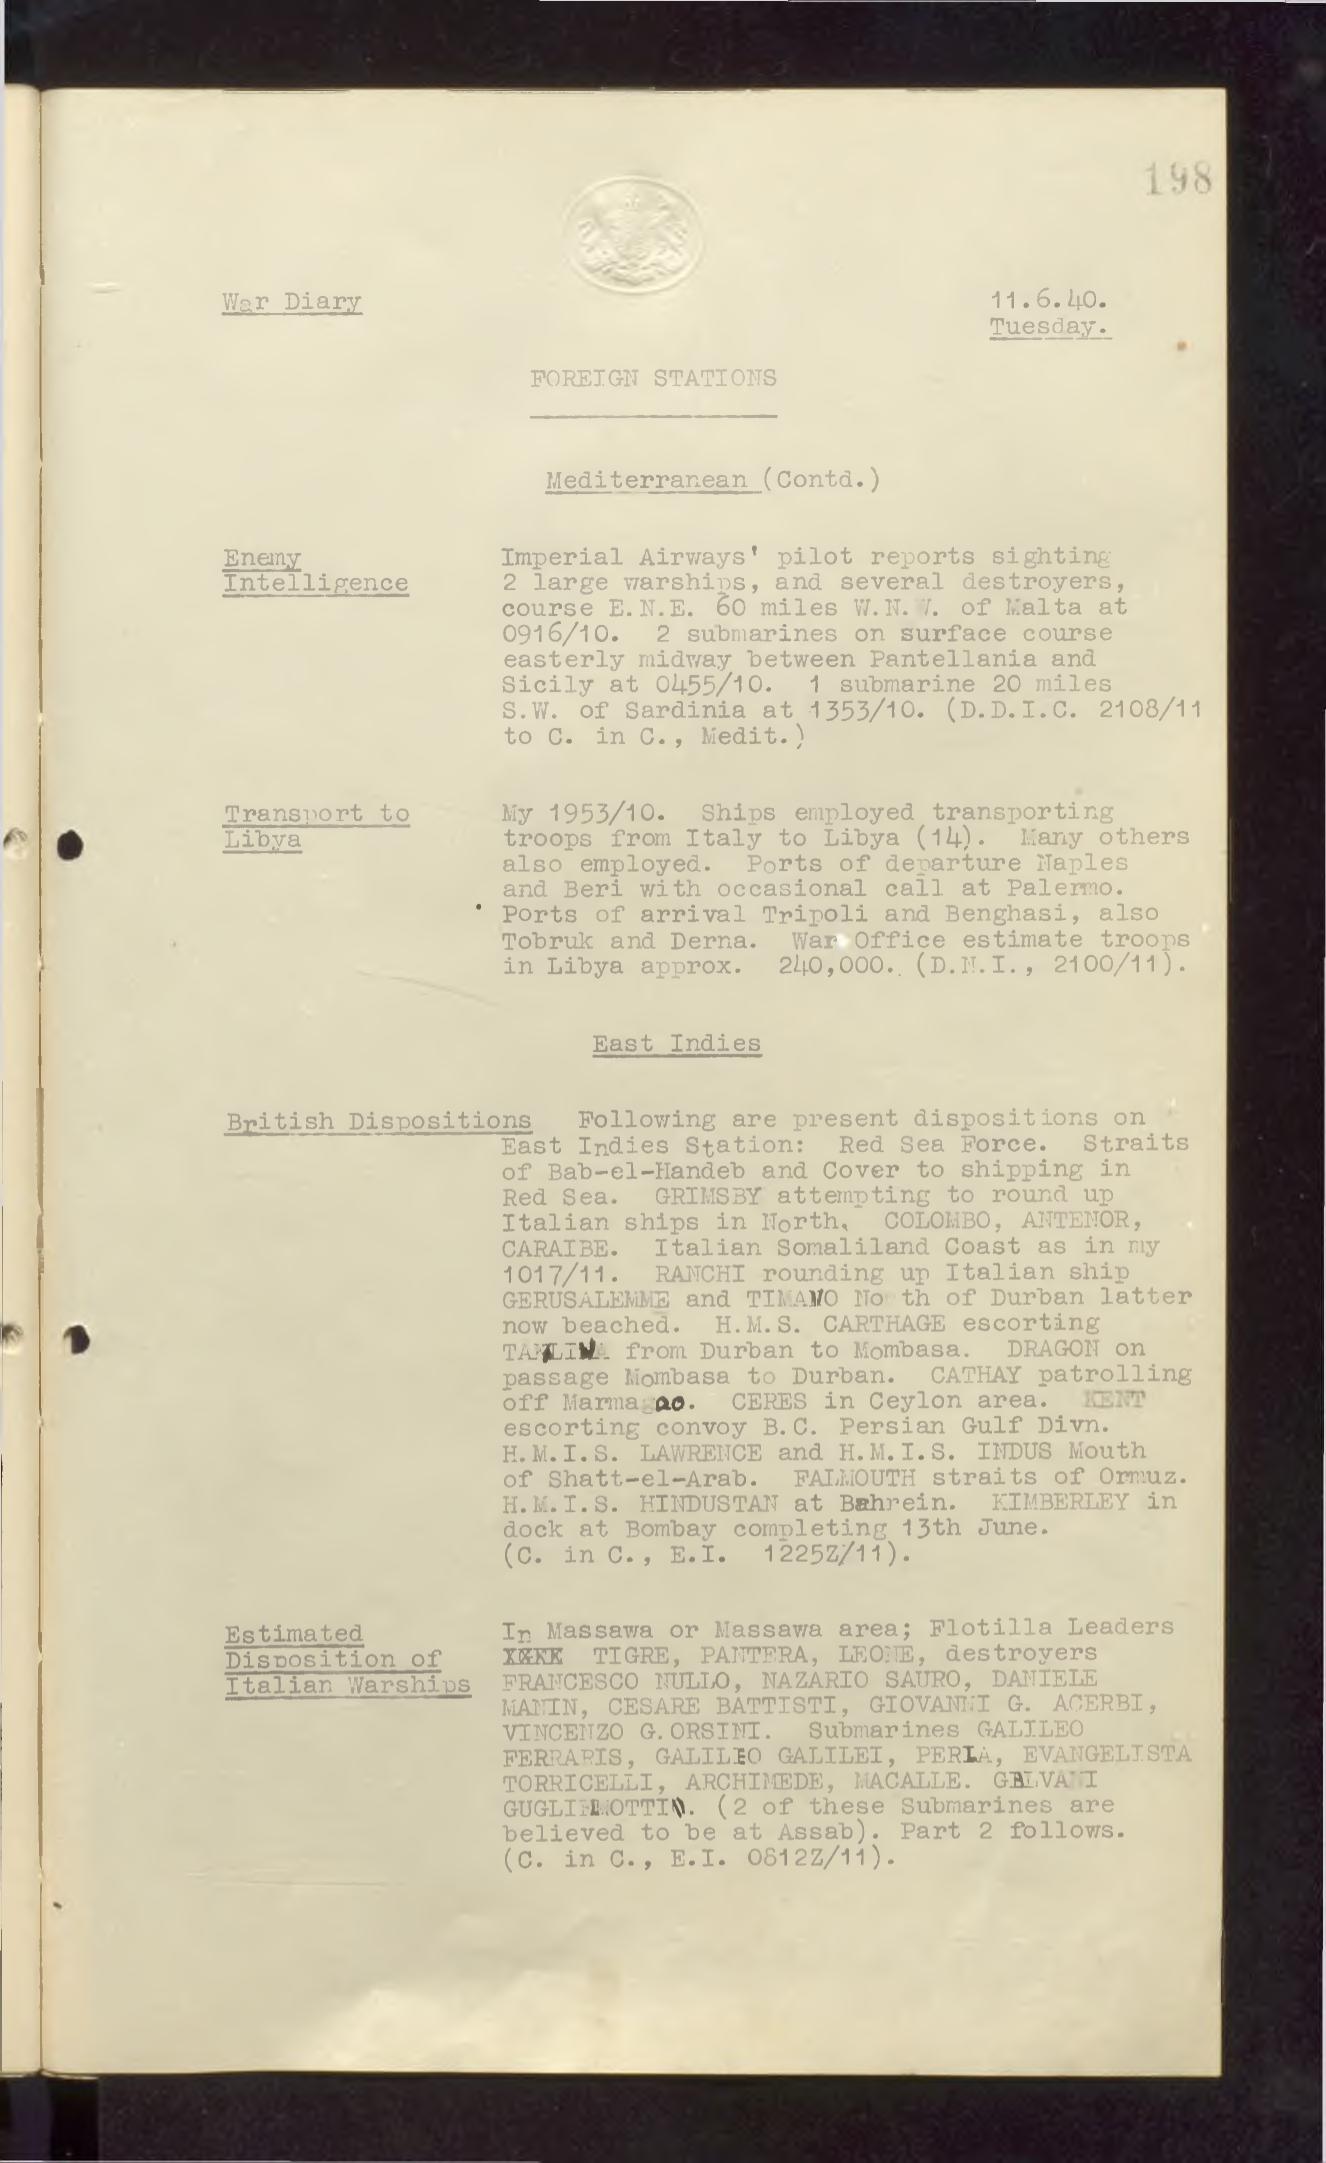 198
War Diary
11.6.40.
Tuesday.
FOREIGN STATIONS
Mediterranean (Contd.)
Enemy
Intelligence
Imperial Airways' pilot reports sighting
2 large warships, and several destroyers,
course E.N.E. 60 miles W.N.W. of Malta at
0916/10. 2 submarines on surface course
easterly midway between Pantellania and
Sicily at 0455/10. 1 submarine 20 miles
S.W. of Sardinia at 1353/10. (D.D.I.C. 2108/11
to C. in C., Medit.)
Transport to
Libya
My 1953/10. Ships employed transporting
troops from Italy to Libya (14). Many others
also employed. Ports of departure Naples
and Beri with occasional call at Palermo.
Ports of arrival Tripoli and Benghasi, also
Tobruk and Derna. War Office estimate troops
in Libya approx. 240,000. (D.N.I., 2100/11).
East Indies
British Dispositions Following are present dispositions on
East Indies Station: Red Sea Force. Straits
of Bab-el-Handeb and Cover to shipping in
Red Sea. GRIMSBY attempting to round up
Italian ships in North, COLOMBO, ANTENOR,
CARAIBE. Italian Somaliland Coast as in my
1017/11. RANCHI rounding up Italian ship
GERUSALEMME and TIMAVO No th of Durban latter
now beached. H.M.S. CARTHAGE escorting
from Durban to Mombasa. DRAGON on
passage Mombasa to Durban. CATHAY patrolling
off Marmagao. CERES in Ceylon area. KENT
escorting convoy B.C. Persian Gulf Divn.
H.M.I.S. LAWRENCE and H.M.I.S. INDUS Mouth
of Shatt-el-Arab. FALMOUTH straits of Ormuz.
H.M.I.S. HINDUSTAN at Bahrein. KIMBERLEY in
dock at Bombay completing 13th June.
(C. in C., E.I. 1225Z/11).
Estimated
Disposition of
Italian Warships
In Massawa or Massawa area; Flotilla Leaders
TIGRE, PANTERA, LEONE, destroyers
FRANCESCO NULLO, NAZARIO SAURO, DANIELE
MANIN, CESARE BATTISTI, GIOVANNI G. ACERBI,
VINCENZO G.ORSINI. Submarines GALILEO
FERRARIS, GALILEO GALILEI, PERLA, EVANGELISTA
TORRICELLI, ARCHIMEDE, MACALLE. GALVANI
(2 of these Submarines are
believed to be at Assab). Part 2 follows.
(C. in C., E.I. 0812Z/11).